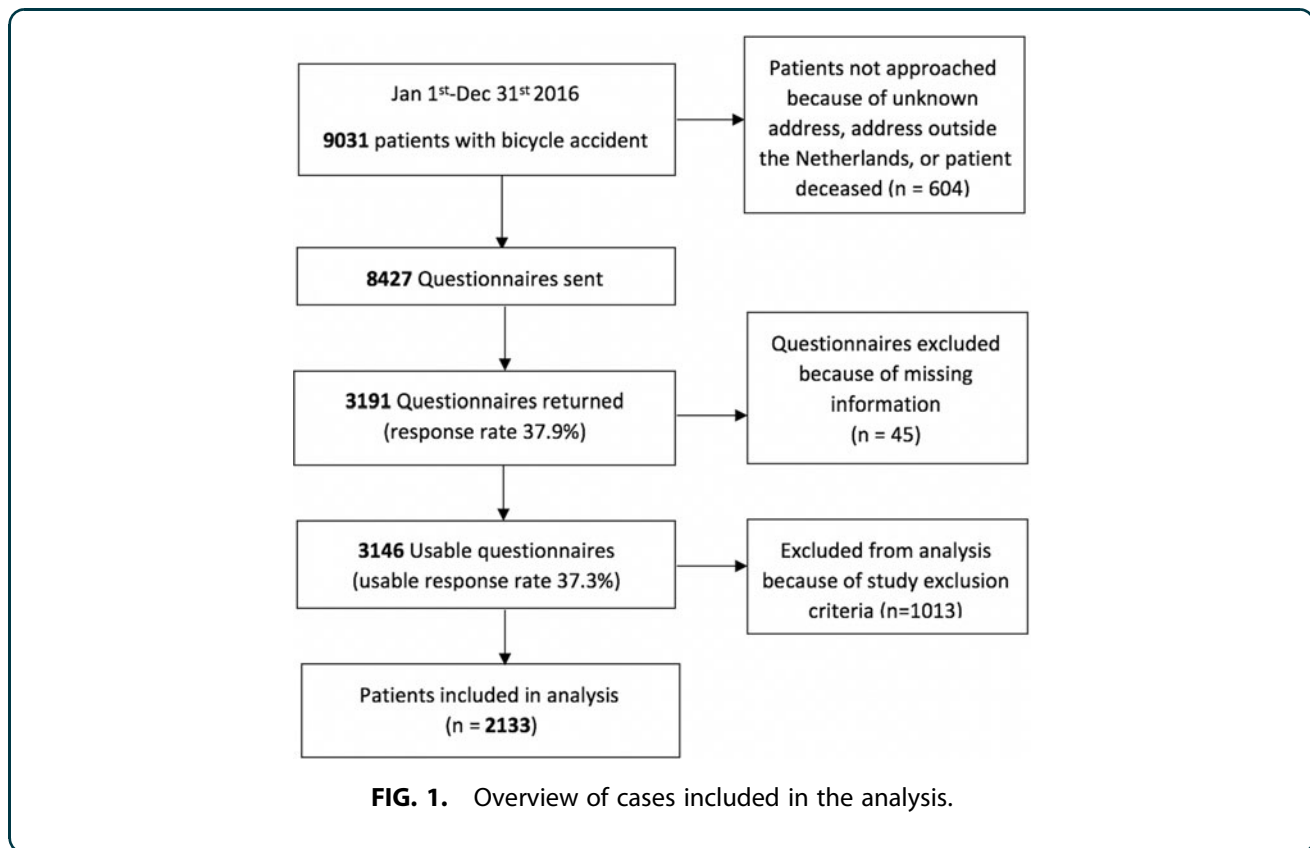 Jan 1st-Dec 31st 2016
9031 patients with bicycle accident
Patients not approached
because of unknown
address, address outside
the Netherlands, or patient
deceased (n = 604)
8427 Questionnaires sent
3191 Questionnaires returned
(response rate 37.9%)
Questionnaires excluded
because of missing
information
(n = 45)
3146 Usable questionnaires
(usable response rate 37.3%)
Excluded from analysis
because of study exclusion
criteria (n=1013)
Patients included in analysis
(n = 2133)
FIG. 1. Overview of cases included in the analysis.